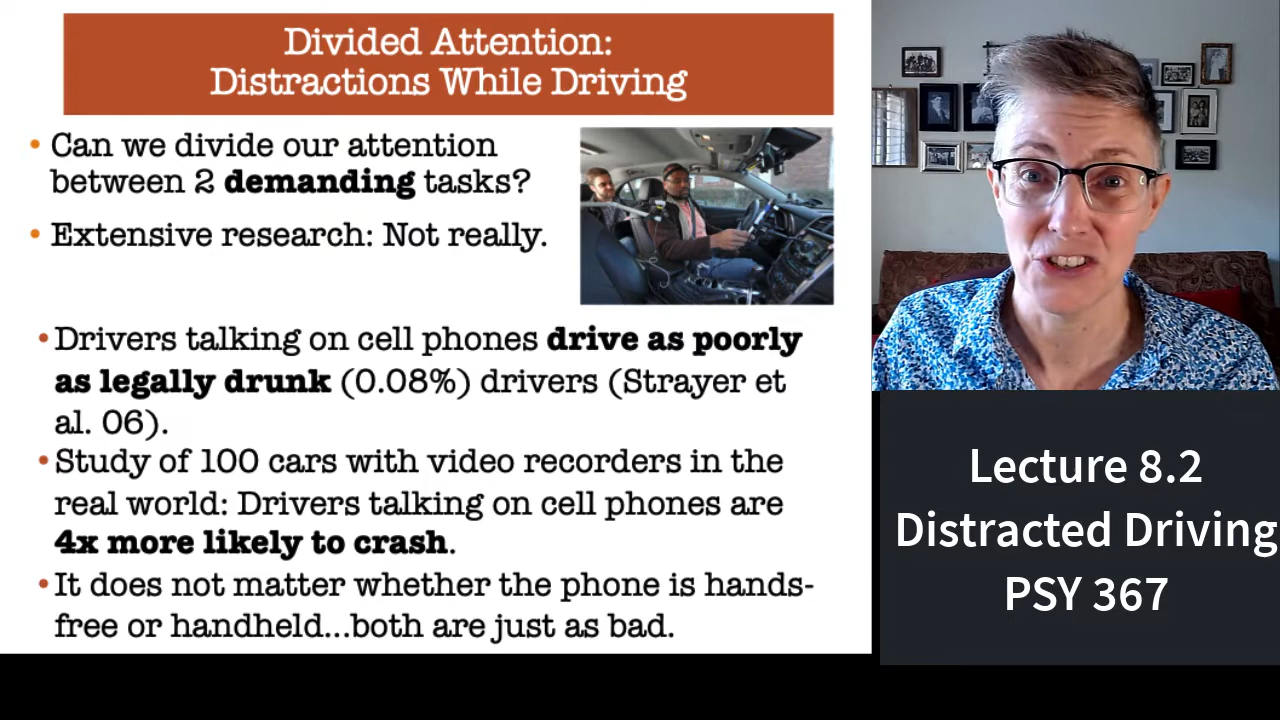 Divided Attention:
Distractions While Driving
• Can we divide our attention
between 2 demanding tasks?
• Extensive research: Not really.
• Drivers talking on cell phones drive as poorly
as legally drunk (0.08%) drivers (Strayer et
al. 06).
• Study of 100 cars with video recorders in the
real world: Drivers talking on cell phones are
4x more likely to crash.
• It does not matter whether the phone is hands-
free or handheld...both are just as bad.
Lecture 8.2
Distracted Driving
PSY 367